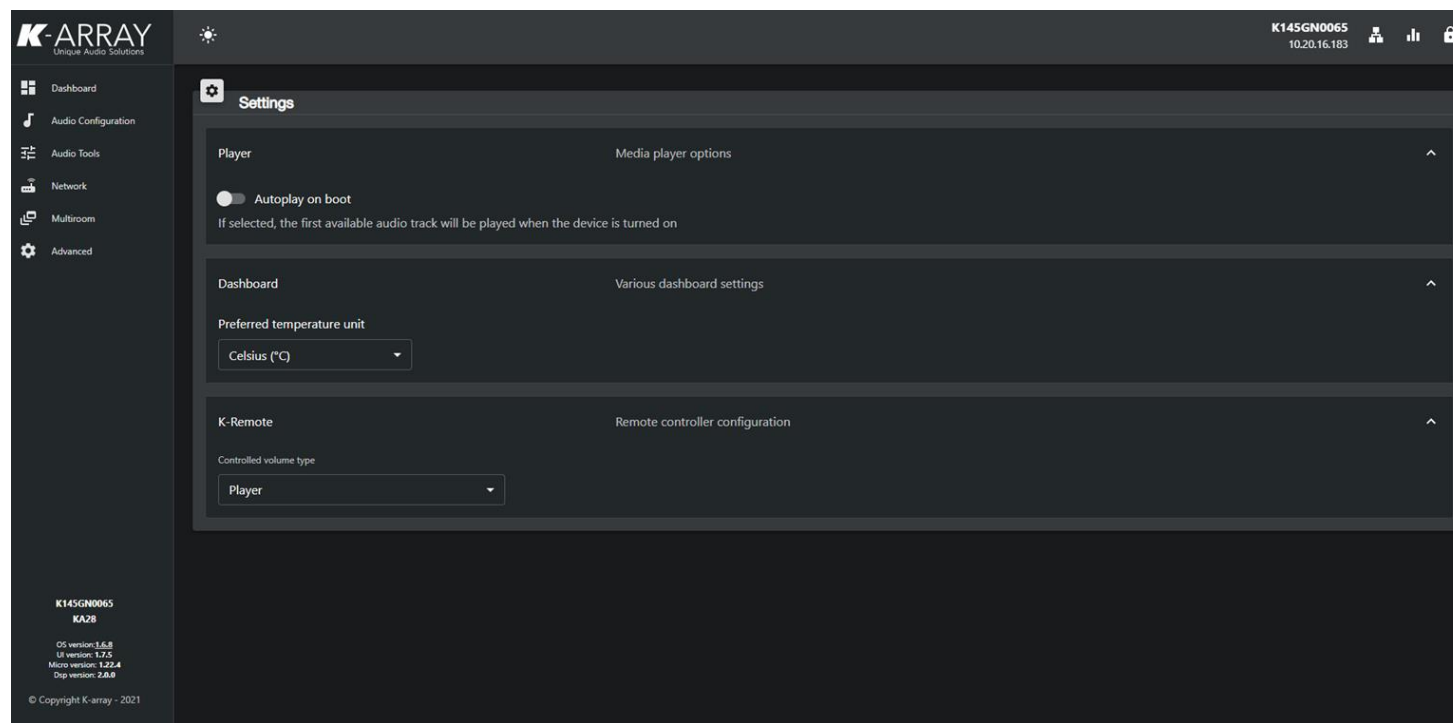 K-ARRAY
Unique Audio Solutions
K145GN0065
10.20.16.183
Dashboard
Audio Configuration
Audio Tools
Network
Multiroom
Advanced
Settings
Player Media player options
Autoplay on boot
If selected, the first available audio track will be played when the device is turned on
Dashboard Various dashboard settings
Preferred temperature unit
Celsius (°C)
K-Remote Remote controller configuration
Controlled volume type
Player
K145GN0065
KA28
OS version:1.6.8
UI version: 1.7.5
Micro version: 1.22.4
Dsp version: 2.0.0
© Copyright K-array - 2021